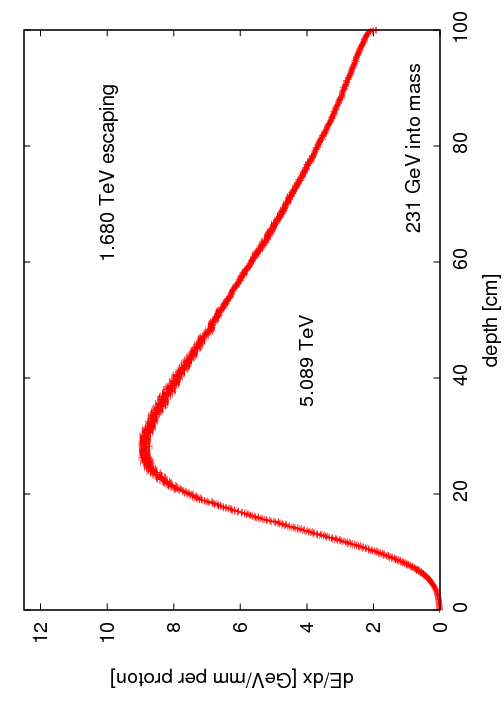 dE/dx [GeV/mm per proton]
12
10
8
6
4
2
0
0
20
40
60
80
100
depth [cm]
1.680 TeV escaping
5.089 TeV
231 GeV into mass